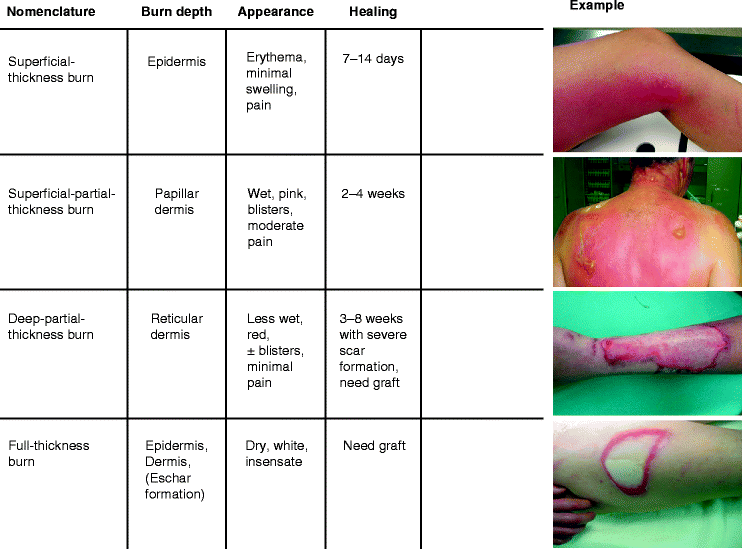 Nomenclature Burn depth Appearance Healing Example
Superficial- Epidermis Erythema, 7–14 days
thickness burn minimal
swelling,
pain
Superficial-partial- Papillar Wet, pink, 2–4 weeks
thickness burn dermis blisters,
moderate
pain
Deep-partial- Reticular Less wet, 3–8 weeks
thickness burn dermis red, with severe
± blisters, scar
minimal formation,
pain need graft
Full-thickness Epidermis, Dry, white, Need graft
burn Dermis, insensate
(Eschar
formation)